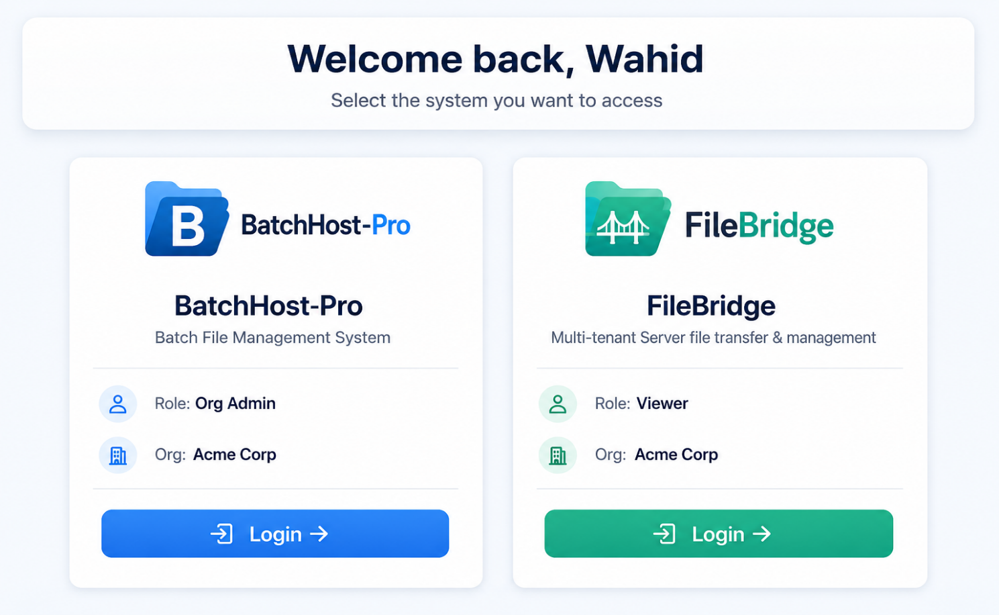 Welcome back, Wahid
Select the system you want to access
B
BatchHost-Pro
BatchHost-Pro
Batch File Management System
Role: Org Admin
Org: Acme Corp
Login →
FileBridge
FileBridge
Multi-tenant Server file transfer & management
Role: Viewer
Org: Acme Corp
Login →